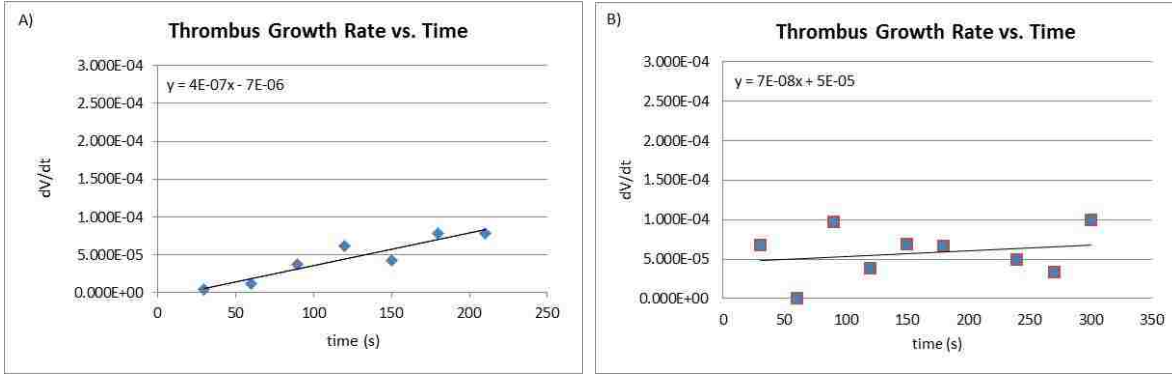 A)
Thrombus Growth Rate vs. Time
3.000E-04
y = 4E-07x - 7E-06
2.500E-04
2.000E-04
1.500E-04
1.000E-04
5.000E-05
0.000E+00
dV/dt
0 50 100 150 200 250
time (s)
B)
Thrombus Growth Rate vs. Time
3.000E-04
y = 7E-08x + 5E-05
2.500E-04
2.000E-04
1.500E-04
1.000E-04
5.000E-05
0.000E+00
dV/dt
0 50 100 150 200 250 300 350
time (s)